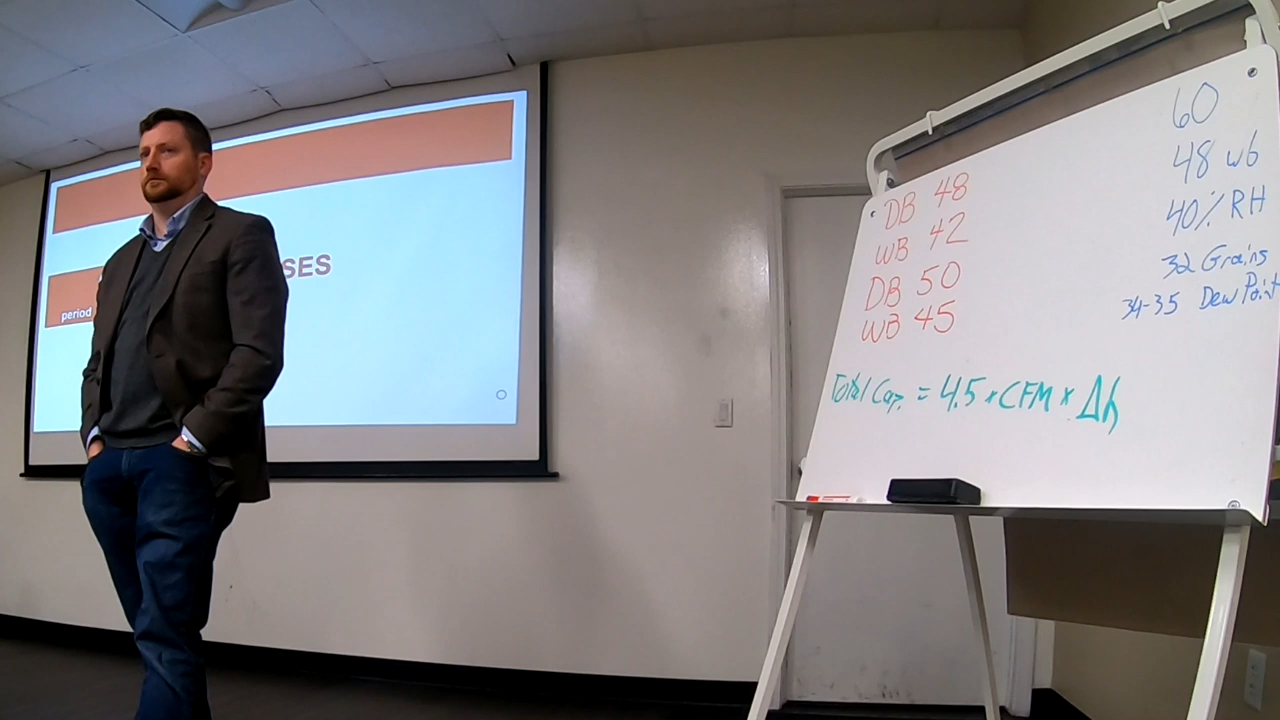 SES
period
DB 48
WB 42
DB 50
WB 45
Total Cap. = 4.5 × CFM × Δh
60
48 wb
40% RH
32 Grains
34-35 Dew Point